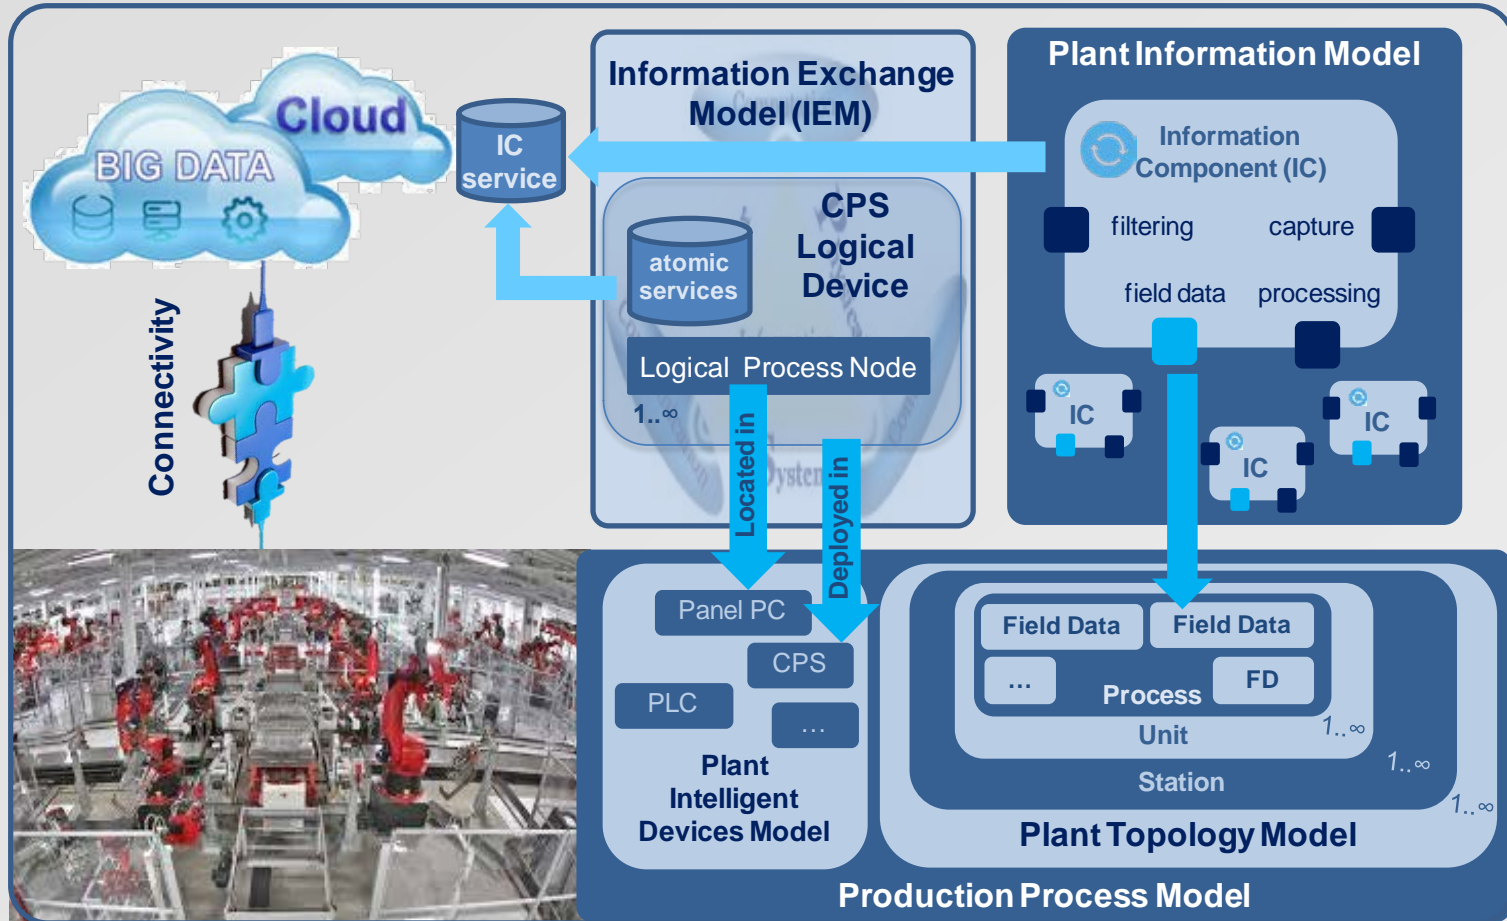 Cloud
BIG DATA
IC
service
Connectivity
Information Exchange
Model (IEM)
CPS
Logical
Device
atomic
services
Logical Process Node
1..∞
System
Located in
Deployed in
Plant Information Model
Information
Component (IC)
filtering
capture
field data
processing
IC
IC
IC
Panel PC
CPS
PLC
...
Plant
Intelligent
Devices Model
Field Data
Field Data
...
FD
Process
Unit
1..∞
Station
1..∞
1..∞
Plant Topology Model
Production Process Model